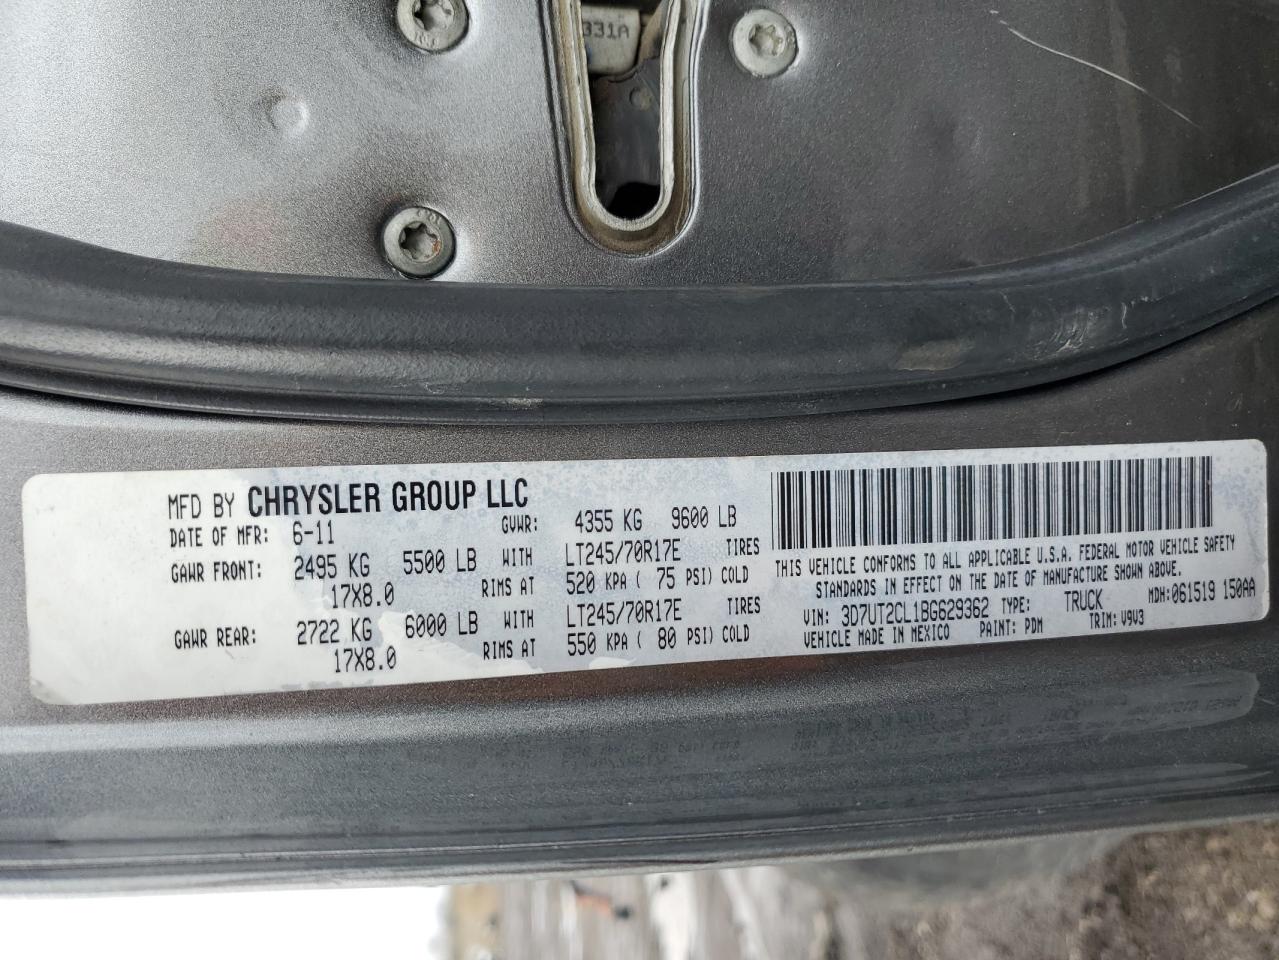 331A
MFD BY CHRYSLER GROUP LLC
DATE OF MFR: 6-11 GVWR: 4355 KG 9600 LB
GAWR FRONT: 2495 KG 5500 LB WITH LT245/70R17E TIRES
17X8.0 RIMS AT 520 KPA ( 75 PSI) COLD
GAWR REAR: 2722 KG 6000 LB WITH LT245/70R17E TIRES
17X8.0 RIMS AT 550 KPA ( 80 PSI) COLD
THIS VEHICLE CONFORMS TO ALL APPLICABLE U.S.A. FEDERAL MOTOR VEHICLE SAFETY
STANDARDS IN EFFECT ON THE DATE OF MANUFACTURE SHOWN ABOVE.
VIN: 3D7UT2CL1BG629362 TYPE: TRUCK MDH: 061519 150AA
VEHICLE MADE IN MEXICO PAINT: PDM TRIM: V9V3